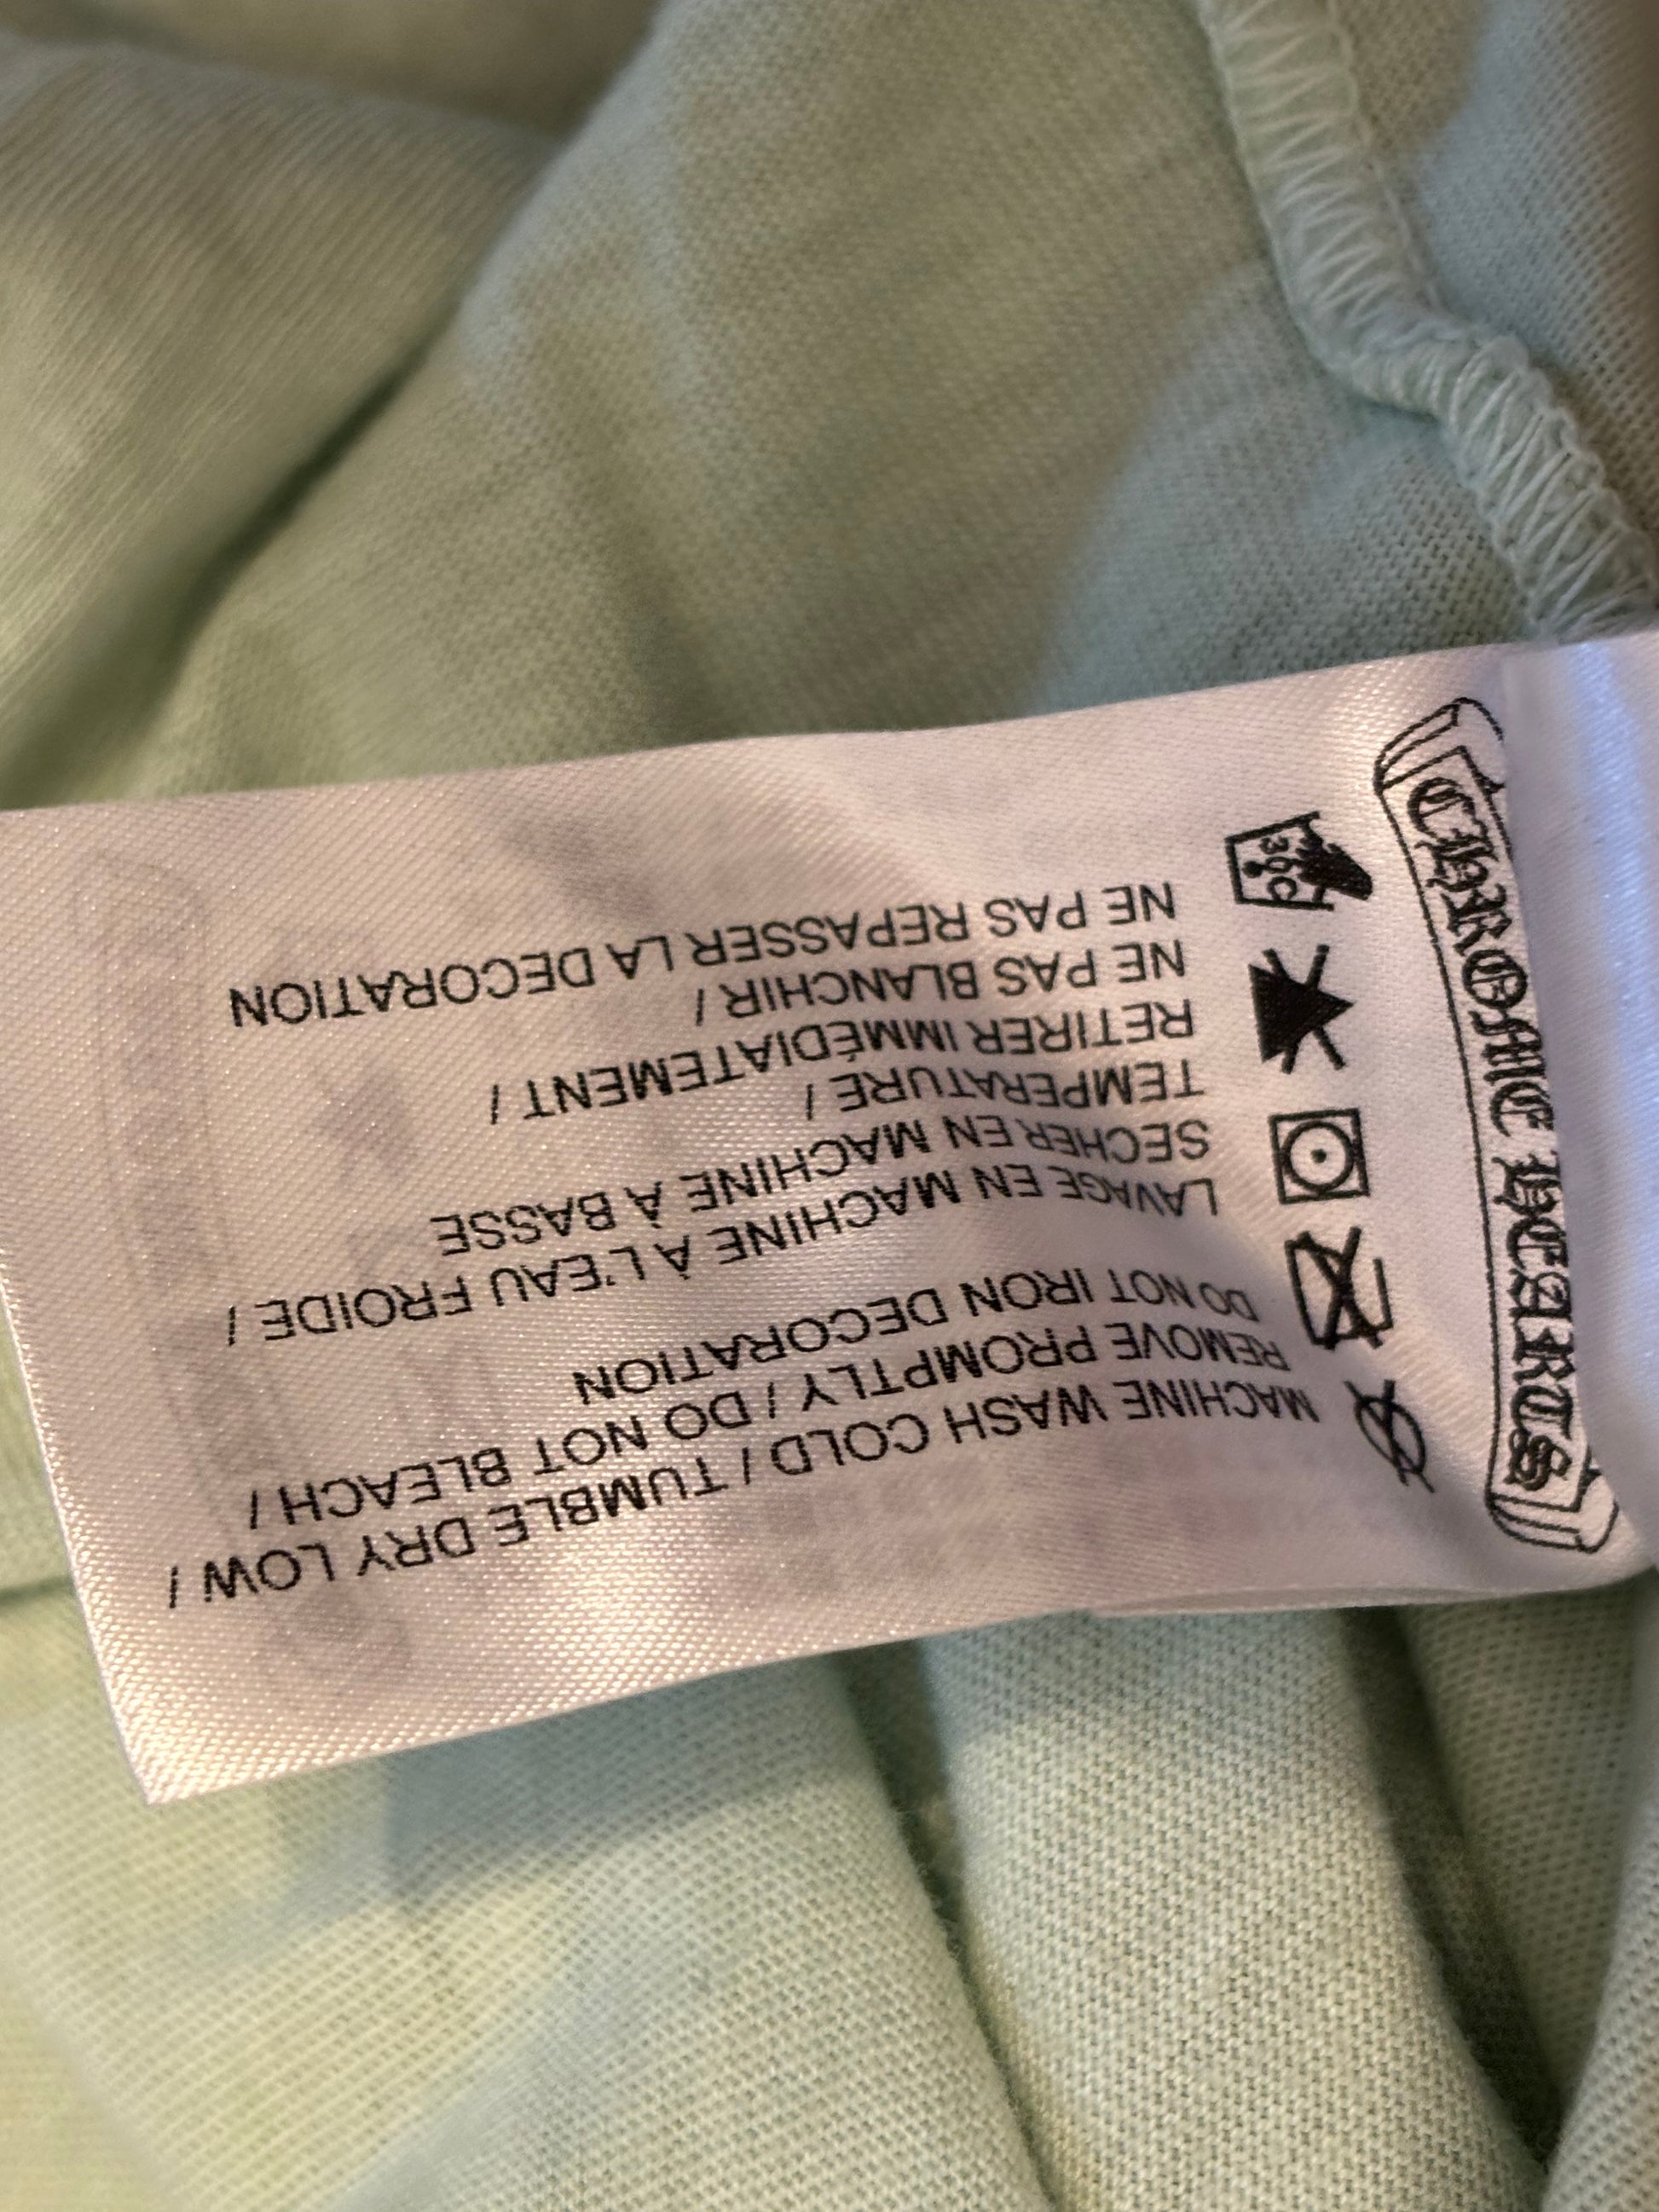 CHROME HEARTS
30C
MACHINE WASH COLD / TUMBLE DRY LOW /
REMOVE PROMPTLY / DO NOT BLEACH /
DO NOT IRON DECORATION
LAVAGE EN MACHINE À L'EAU FROIDE /
SECHER EN MACHINE À BASSE
TEMPERATURE /
RETIRER IMMÉDIATEMENT /
NE PAS BLANCHIR /
NE PAS REPASSER LA DECORATION